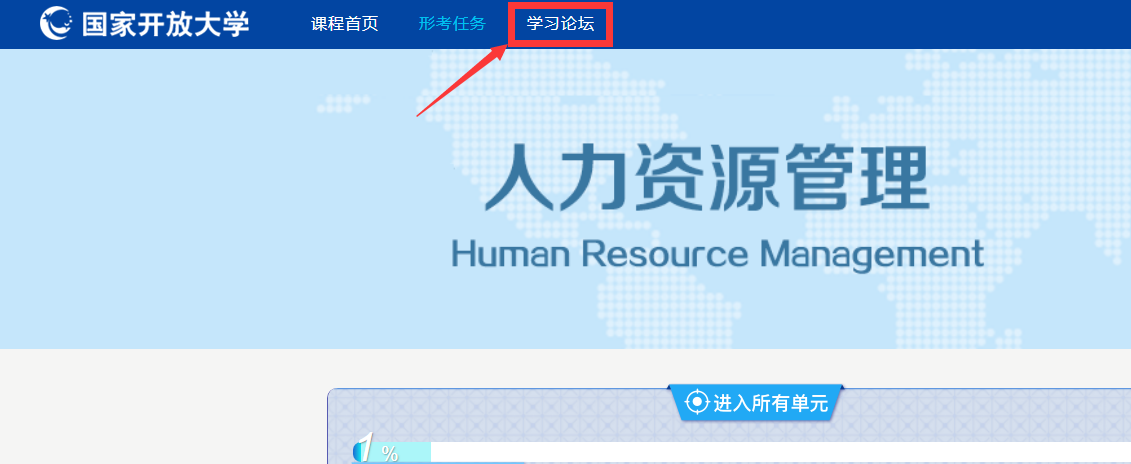 国家开放大学 课程首页 形考任务 学习论坛
人力资源管理
Human Resource Management
进入所有单元
1 %